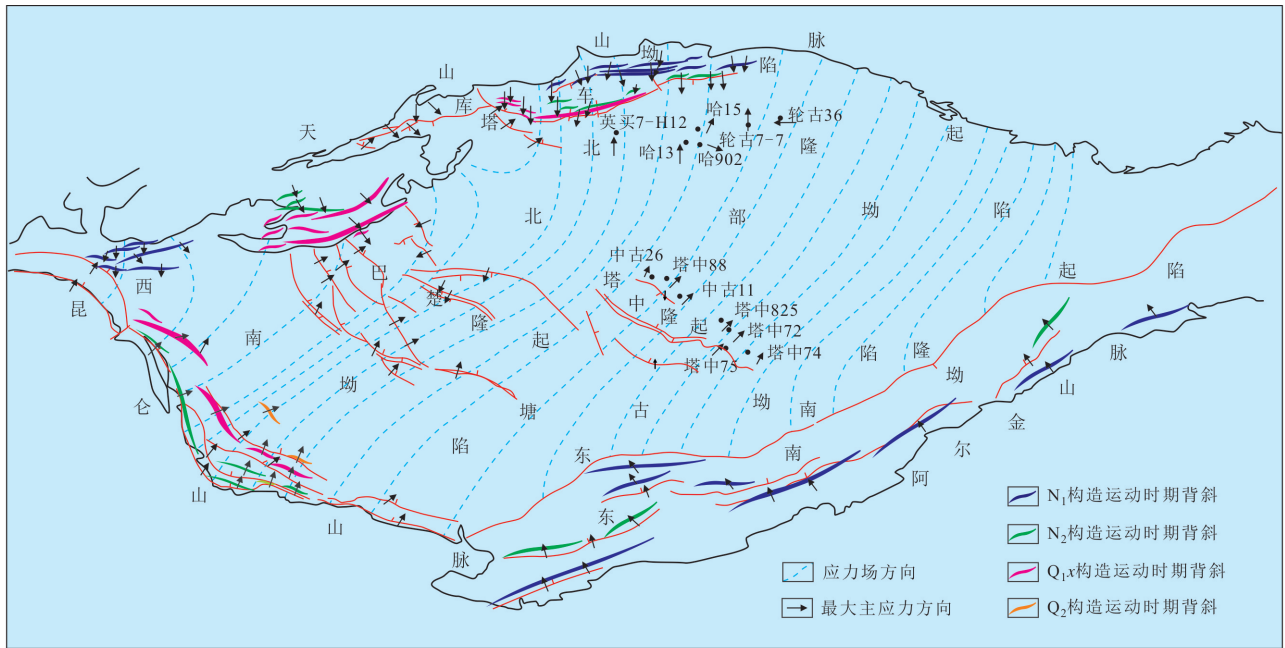 天山山脉
库车坳陷
塔北隆起
北部坳陷
英买7-H12
哈15
轮古7-7
轮古36
哈13
哈902
西南坳陷
巴楚隆起
塔中隆起
中古26
塔中88
中古11
塔中825
塔中72
塔中75
塔中74
塘古坳陷
东南隆起
东南坳陷
昆仑山山脉
阿尔金山脉
应力场方向
最大主应力方向
N₁构造运动时期背斜
N₂构造运动时期背斜
Q₁x构造运动时期背斜
Q₂构造运动时期背斜